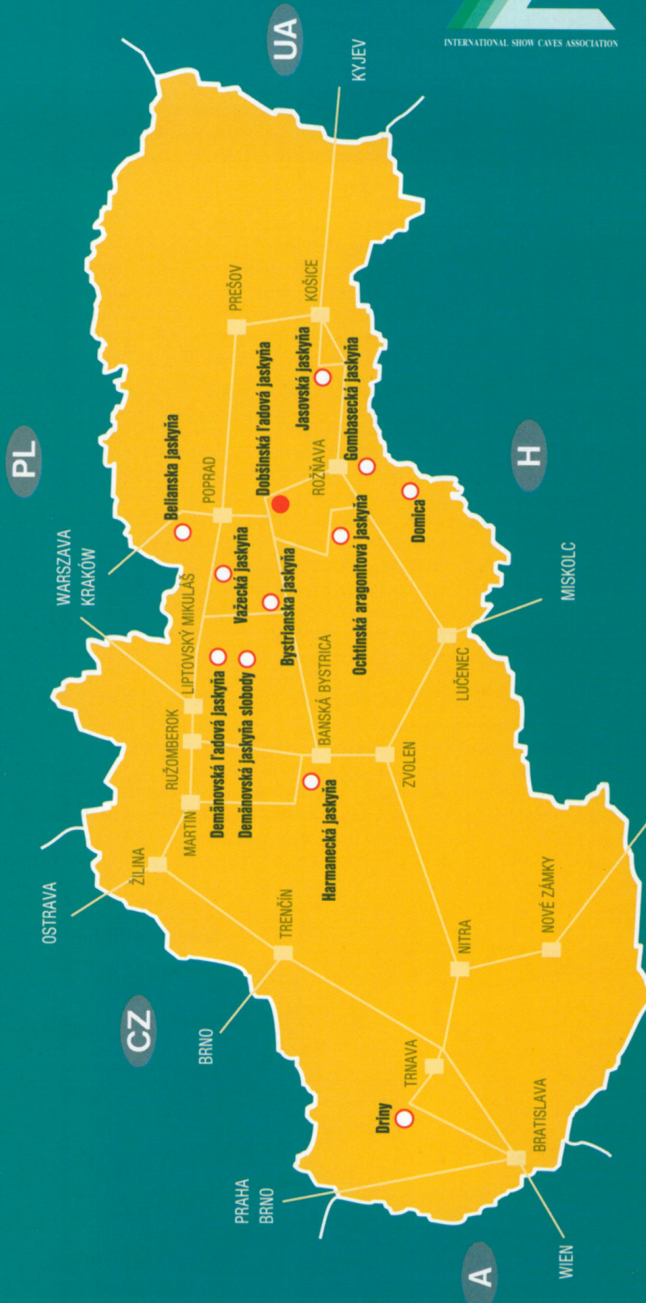 PL
UA
CZ
H
A
INTERNATIONAL SHOW CAVES ASSOCIATION
WARSZAVA
KRAKÓW
OSTRAVA
BRNO
PRAHA
BRNO
WIEN
MISKOLC
KYJEV
ŽILINA
MARTIN
RUŽOMBEROK
LIPTOVSKÝ MIKULÁŠ
POPRAD
PREŠOV
KOŠICE
ROŽŇAVA
TRENČÍN
BANSKÁ BYSTRICA
ZVOLEN
LUČENEC
NITRA
NOVÉ ZÁMKY
TRNAVA
BRATISLAVA
Belianska jaskyňa
Važecká jaskyňa
Demänovská ľadová jaskyňa
Demänovská jaskyňa slobody
Bystrianska jaskyňa
Dobšinská ľadová jaskyňa
Jasovská jaskyňa
Gombasecká jaskyňa
Ochtinská aragonitová jaskyňa
Domica
Harmanecká jaskyňa
Driny